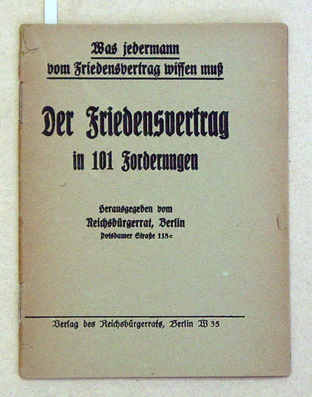 Was jedermann
vom Friedensvertrag wissen muß
Der Friedensvertrag
in 101 Forderungen
Herausgegeben vom
Reichsbürgerrat, Berlin
Potsdamer Straße 118c
Verlag des Reichsbürgerrats, Berlin W 35